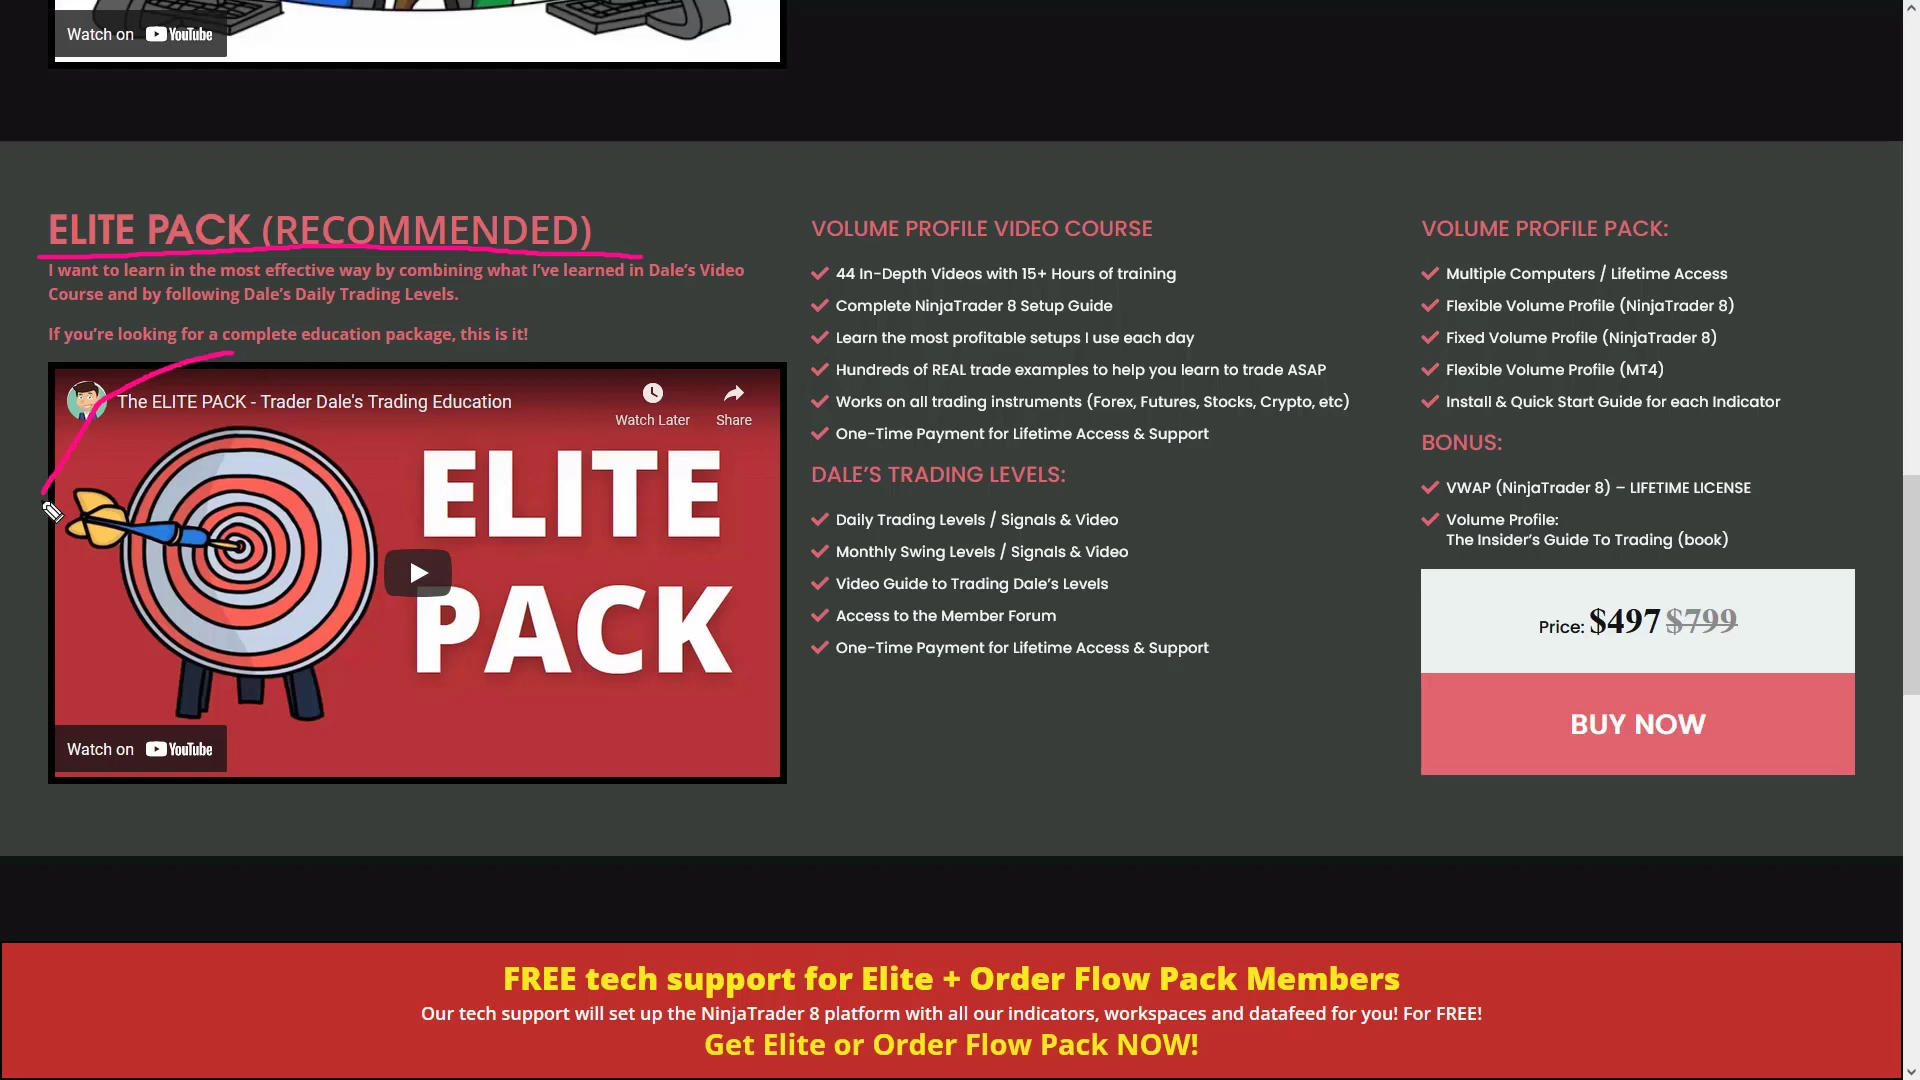 Watch on YouTube
ELITE PACK (RECOMMENDED)
I want to learn in the most effective way by combining what I've learned in Dale's Video
Course and by following Dale's Daily Trading Levels.
If you're looking for a complete education package, this is it!
The ELITE PACK - Trader Dale's Trading Education
Watch Later
Share
ELITE
PACK
Watch on YouTube
VOLUME PROFILE VIDEO COURSE
44 In-Depth Videos with 15+ Hours of training
Complete NinjaTrader 8 Setup Guide
Learn the most profitable setups I use each day
Hundreds of REAL trade examples to help you learn to trade ASAP
Works on all trading instruments (Forex, Futures, Stocks, Crypto, etc)
One-Time Payment for Lifetime Access & Support
DALE'S TRADING LEVELS:
Daily Trading Levels / Signals & Video
Monthly Swing Levels / Signals & Video
Video Guide to Trading Dale's Levels
Access to the Member Forum
One-Time Payment for Lifetime Access & Support
VOLUME PROFILE PACK:
Multiple Computers / Lifetime Access
Flexible Volume Profile (NinjaTrader 8)
Fixed Volume Profile (NinjaTrader 8)
Flexible Volume Profile (MT4)
Install & Quick Start Guide for each Indicator
BONUS:
VWAP (NinjaTrader 8) – LIFETIME LICENSE
Volume Profile:
The Insider's Guide To Trading (book)
Price: $497 $799
BUY NOW
FREE tech support for Elite + Order Flow Pack Members
Our tech support will set up the NinjaTrader 8 platform with all our indicators, workspaces and datafeed for you! For FREE!
Get Elite or Order Flow Pack NOW!